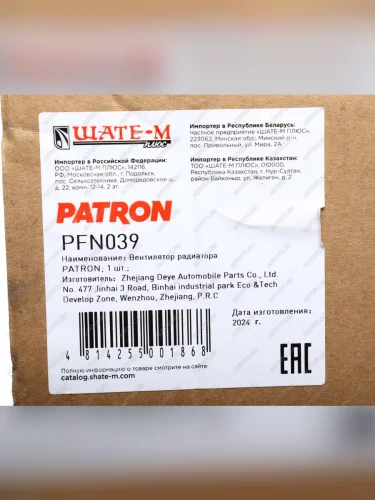 ШАТЕ-М
ПЛЮС
Импортер в Республике Беларусь:
Частное предприятие «ШАТЕ-М ПЛЮС»,
223062, Минская обл., Минский р-н,
пос. Привольный, ул. Мира, 2А
Импортер в Российской Федерации:
ООО «ШАТЕ-М ПЛЮС», 142116,
РФ, Московская обл., г. Подольск,
пос. Сельхозтехника, Домодедовское ш.,
д. 22, комн. 12-14, 2 эт.
Импортер в Республике Казахстан:
ТОО «ШАТЕ-М ПЛЮС», 010000,
Республика Казахстан, г. Нур-Султан,
район Байконыр, ул. Жетиген, д. 2
PATRON
PFN039
Наименование: Вентилятор радиатора
PATRON; 1 шт.;
Изготовитель: Zhejiang Deye Automobile Parts Co., Ltd.
No. 477 Jinhai 3 Road, Binhai industrial park Eco &Tech
Develop Zone, Wenzhou, Zhejiang, P.R.C
Дата изготовления:
2024 г.
4 814255 001868
EAC
Посмотреть подробную информацию на сайте
catalog.shate-m.com